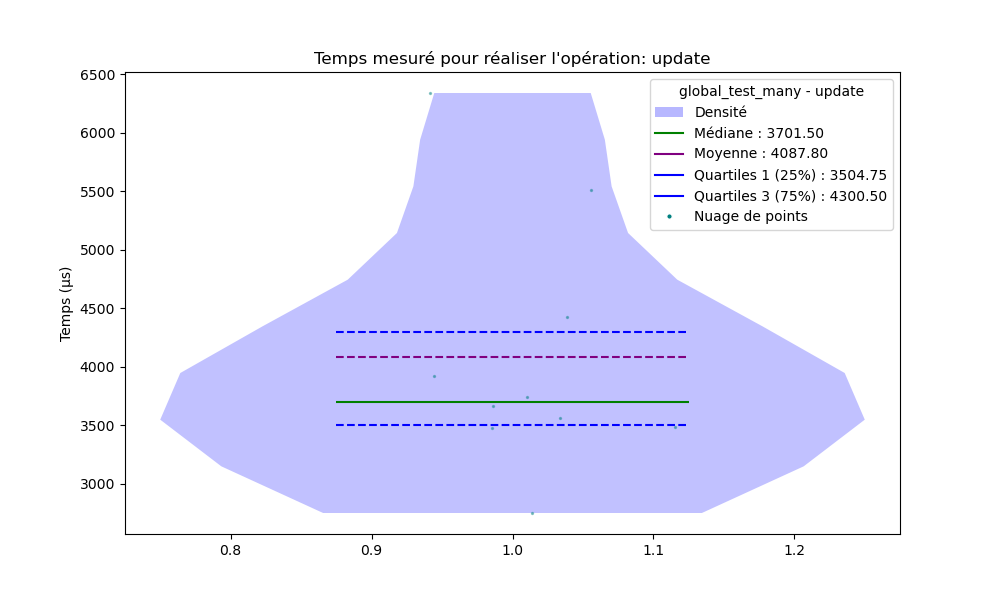 Temps mesuré pour réaliser l'opération: update
global_test_many - update
Densité
Médiane : 3701.50
Moyenne : 4087.80
Quartiles 1 (25%) : 3504.75
Quartiles 3 (75%) : 4300.50
Nuage de points
Temps (µs)
6500
6000
5500
5000
4500
4000
3500
3000
0.8
0.9
1.0
1.1
1.2